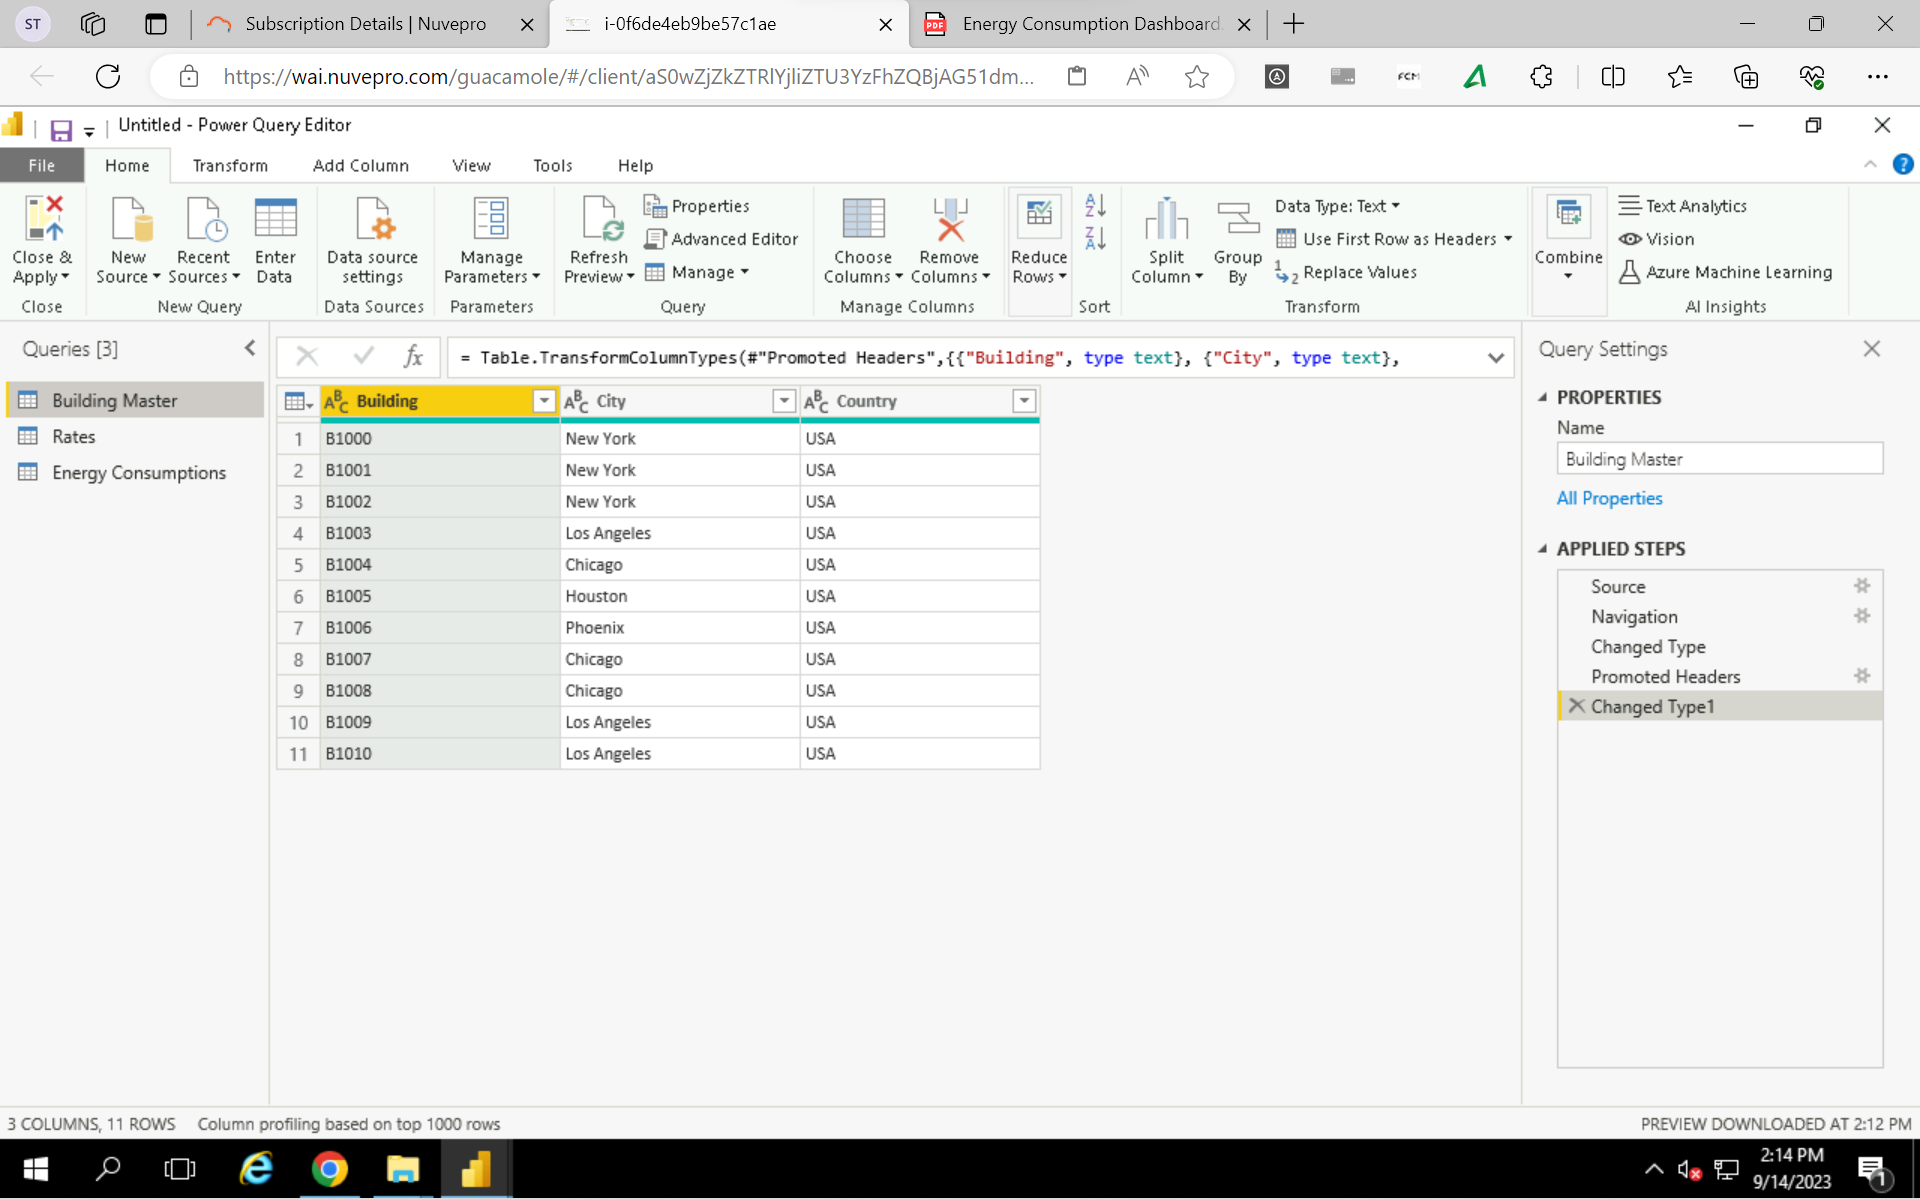 ST
Subscription Details | Nuvepro
i-0f6de4eb9be57c1ae
PDF
Energy Consumption Dashboard.
https://wai.nuvepro.com/guacamole/#/client/aS0wZjZkZTRlYjliZTU3YzFhZQBjAG51dm...
FCM
Untitled - Power Query Editor
File
Home
Transform
Add Column
View
Tools
Help
Close & Apply
Close
New Source
Recent Sources
Enter Data
New Query
Data source settings
Data Sources
Manage Parameters
Parameters
Refresh Preview
Properties
Advanced Editor
Manage
Query
Choose Columns
Remove Columns
Manage Columns
Reduce Rows
Sort
Split Column
Group By
Data Type: Text
Use First Row as Headers
Replace Values
Transform
Combine
Text Analytics
Vision
Azure Machine Learning
AI Insights
Queries [3]
Building Master
Rates
Energy Consumptions
fx
= Table.TransformColumnTypes(#"Promoted Headers",{{"Building", type text}, {"City", type text},
ABC Building ABC City ABC Country
1 B1000 New York USA
2 B1001 New York USA
3 B1002 New York USA
4 B1003 Los Angeles USA
5 B1004 Chicago USA
6 B1005 Houston USA
7 B1006 Phoenix USA
8 B1007 Chicago USA
9 B1008 Chicago USA
10 B1009 Los Angeles USA
11 B1010 Los Angeles USA
Query Settings
PROPERTIES
Name
Building Master
All Properties
APPLIED STEPS
Source
Navigation
Changed Type
Promoted Headers
Changed Type1
3 COLUMNS, 11 ROWS
Column profiling based on top 1000 rows
PREVIEW DOWNLOADED AT 2:12 PM
2:14 PM
9/14/2023
1